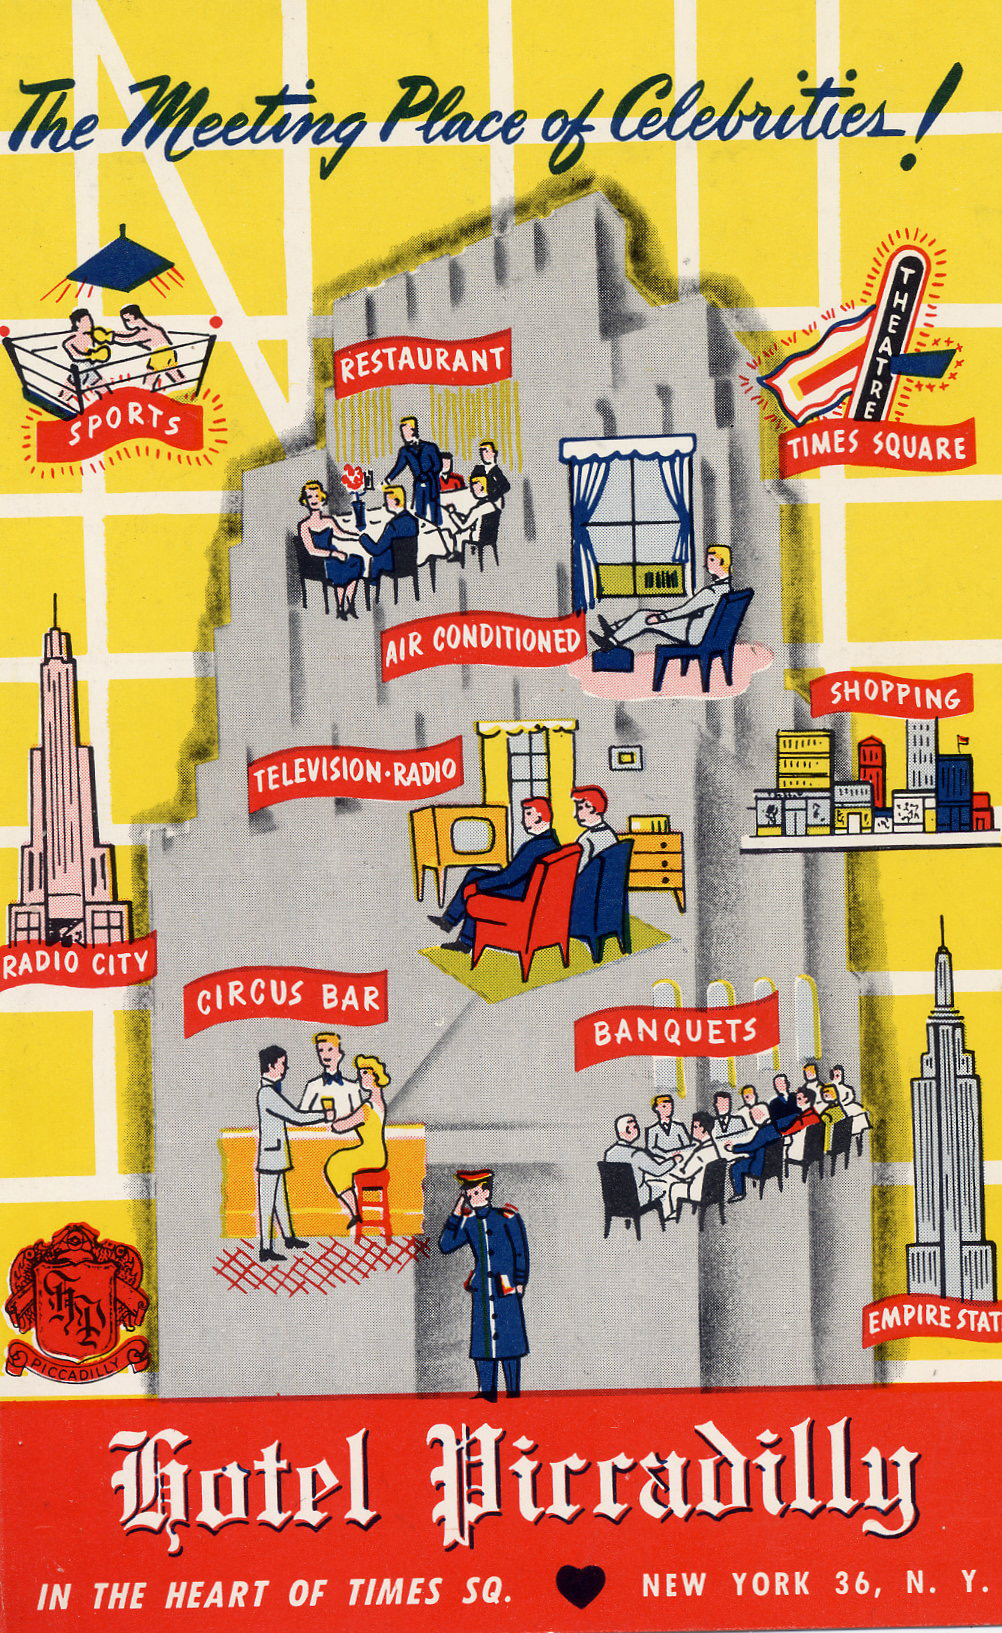 The Meeting Place of Celebrities!
THEATRE
RESTAURANT
SPORTS
TIMES SQUARE
AIR CONDITIONED
SHOPPING
TELEVISION·RADIO
RADIO CITY
CIRCUS BAR
BANQUETS
EMPIRE STAT
HP
PICCADILLY
Hotel Piccadilly
IN THE HEART OF TIMES SQ. NEW YORK 36, N. Y.